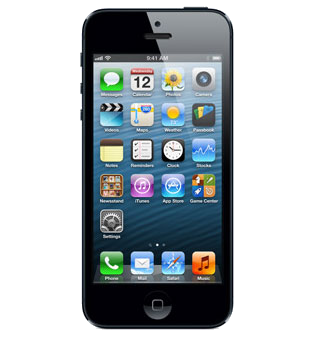 9:41 AM
Wednesday
12
Messages Calendar Photos Camera
Videos Maps Weather Passbook
Notes Reminders Clock Stocks
Newsstand iTunes App Store Game Center
Settings
Phone Mail Safari Music